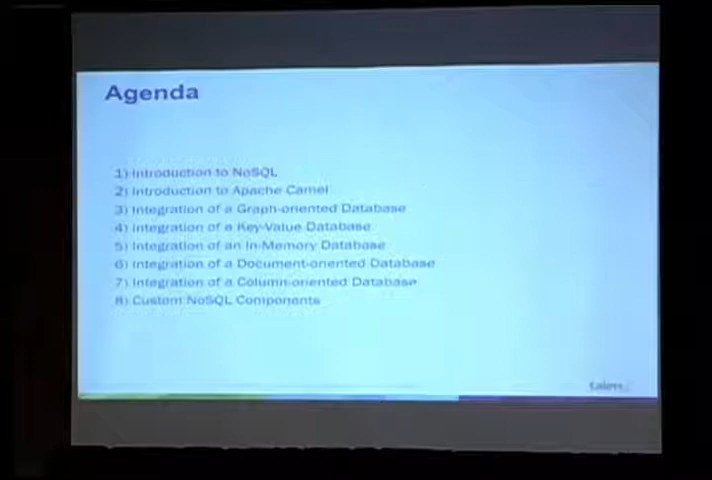 Agenda
1) Introduction to NoSQL
2) Introduction to Apache Camel
3) Integration of a Graph-oriented Database
4) Integration of a Key-Value Database
5) Integration of an In-Memory Database
6) Integration of a Document-oriented Database
7) Integration of a Column-oriented Database
8) Custom NoSQL Components